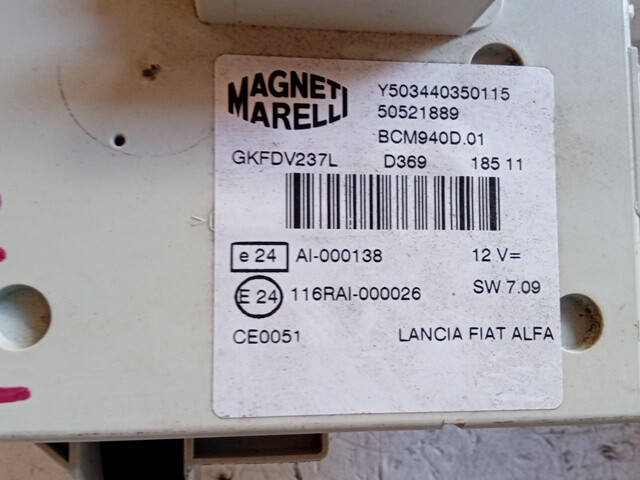 MAGNETI MARELLI
Y503440350115
50521889
BCM940D.01
GKFDV237L D369 185 11
e 24 AI-000138 12 V=
E 24 116RAI-000026 SW 7.09
CE0051 LANCIA FIAT ALFA